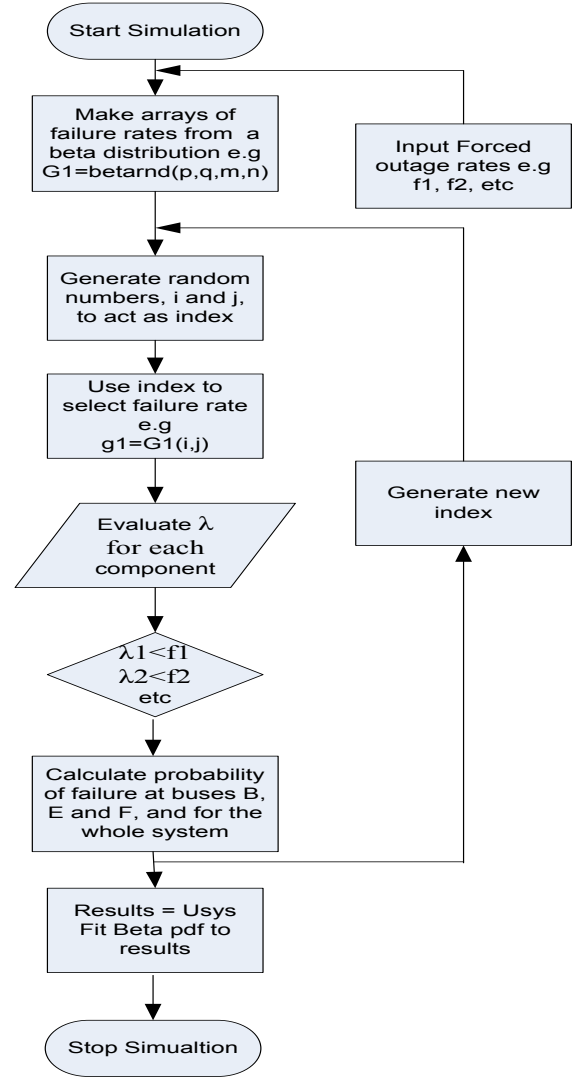 Start Simulation
Make arrays of
failure rates from a
beta distribution e.g
G1=betarnd(p,q,m,n)
Input Forced
outage rates e.g
f1, f2, etc
Generate random
numbers, i and j,
to act as index
Use index to
select failure rate
e.g
g1=G1(i,j)
Generate new
index
Evaluate λ
for each
component
λ1<f1
λ2<f2
etc
Calculate probability
of failure at buses B,
E and F, and for the
whole system
Results = Usys
Fit Beta pdf to
results
Stop Simualtion